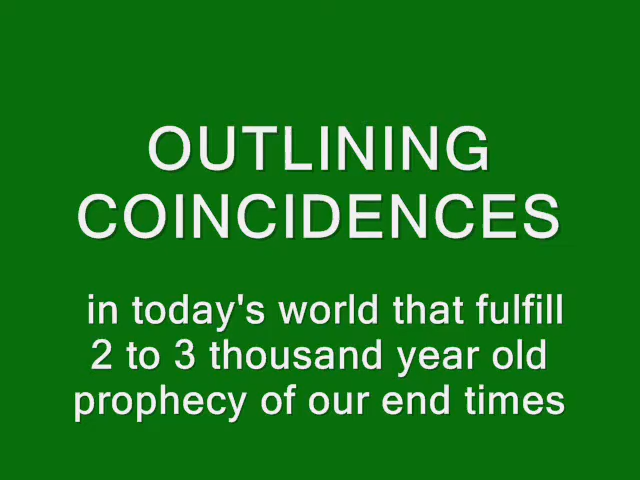 OUTLINING
COINCIDENCES
in today's world that fulfill
2 to 3 thousand year old
prophecy of our end times